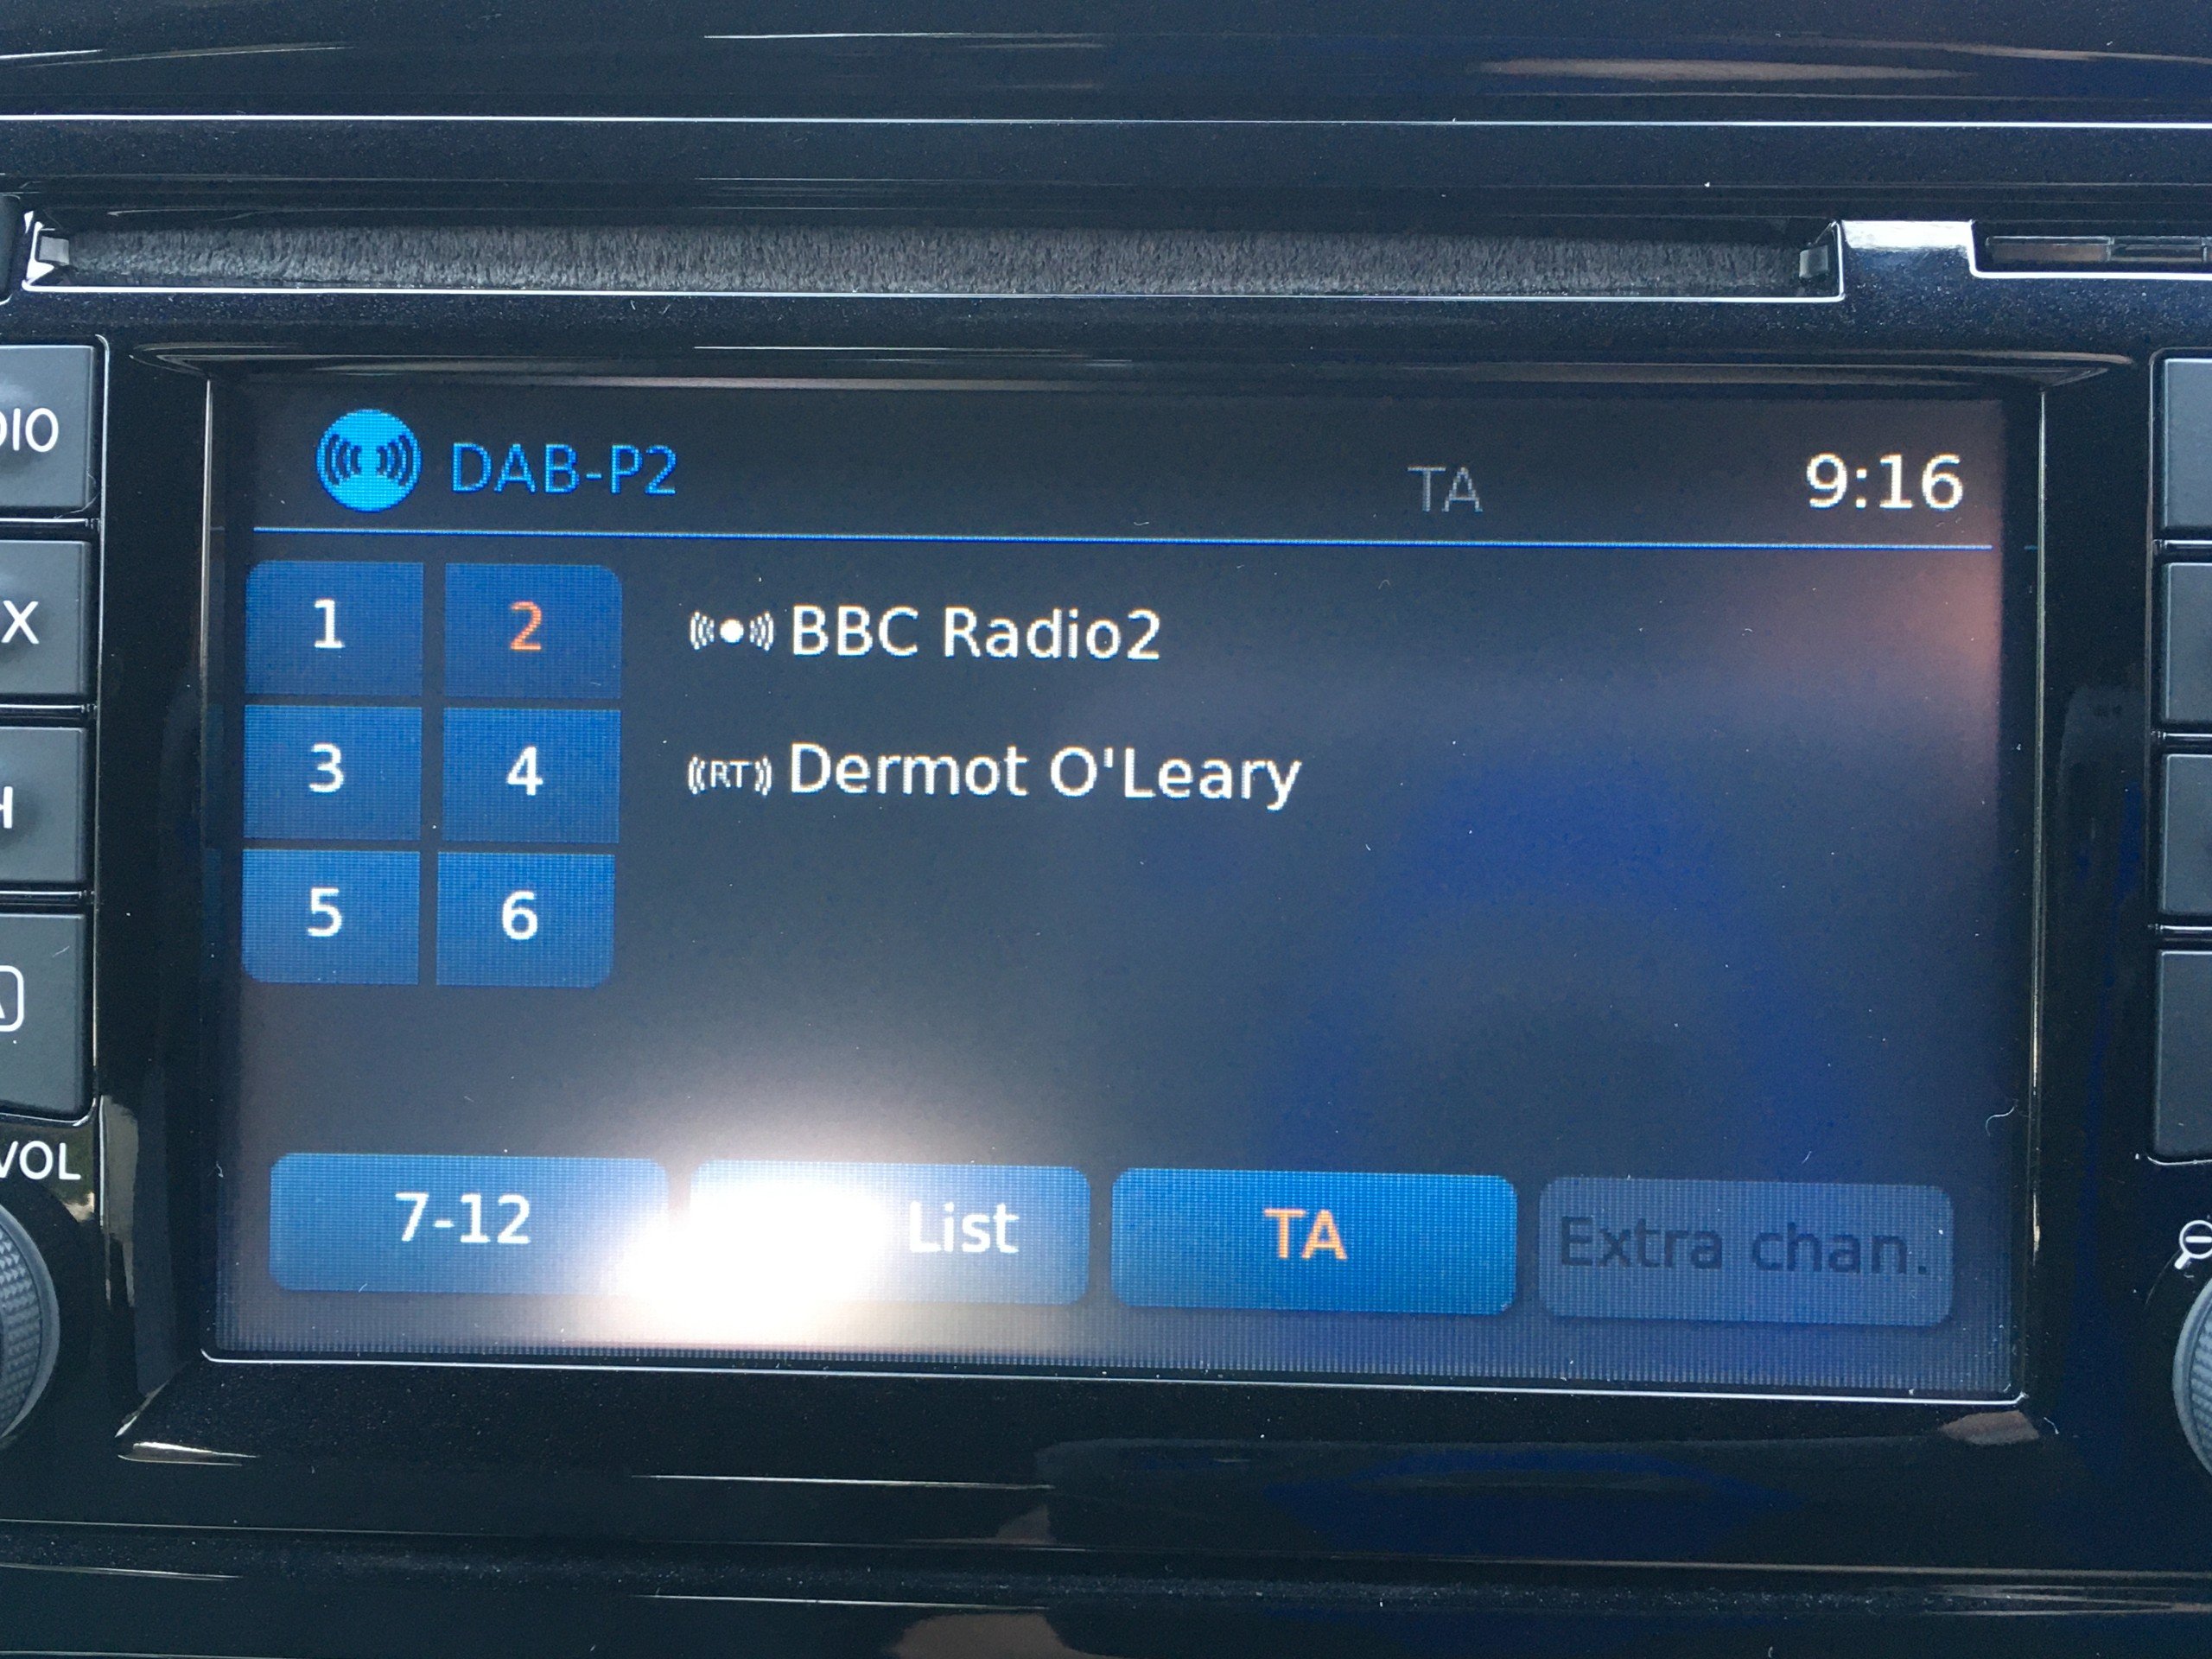 DAB-P2 TA 9:16
1 2 BBC Radio2
3 4 RT Dermot O'Leary
5 6
VOL
7-12 List TA Extra chan.